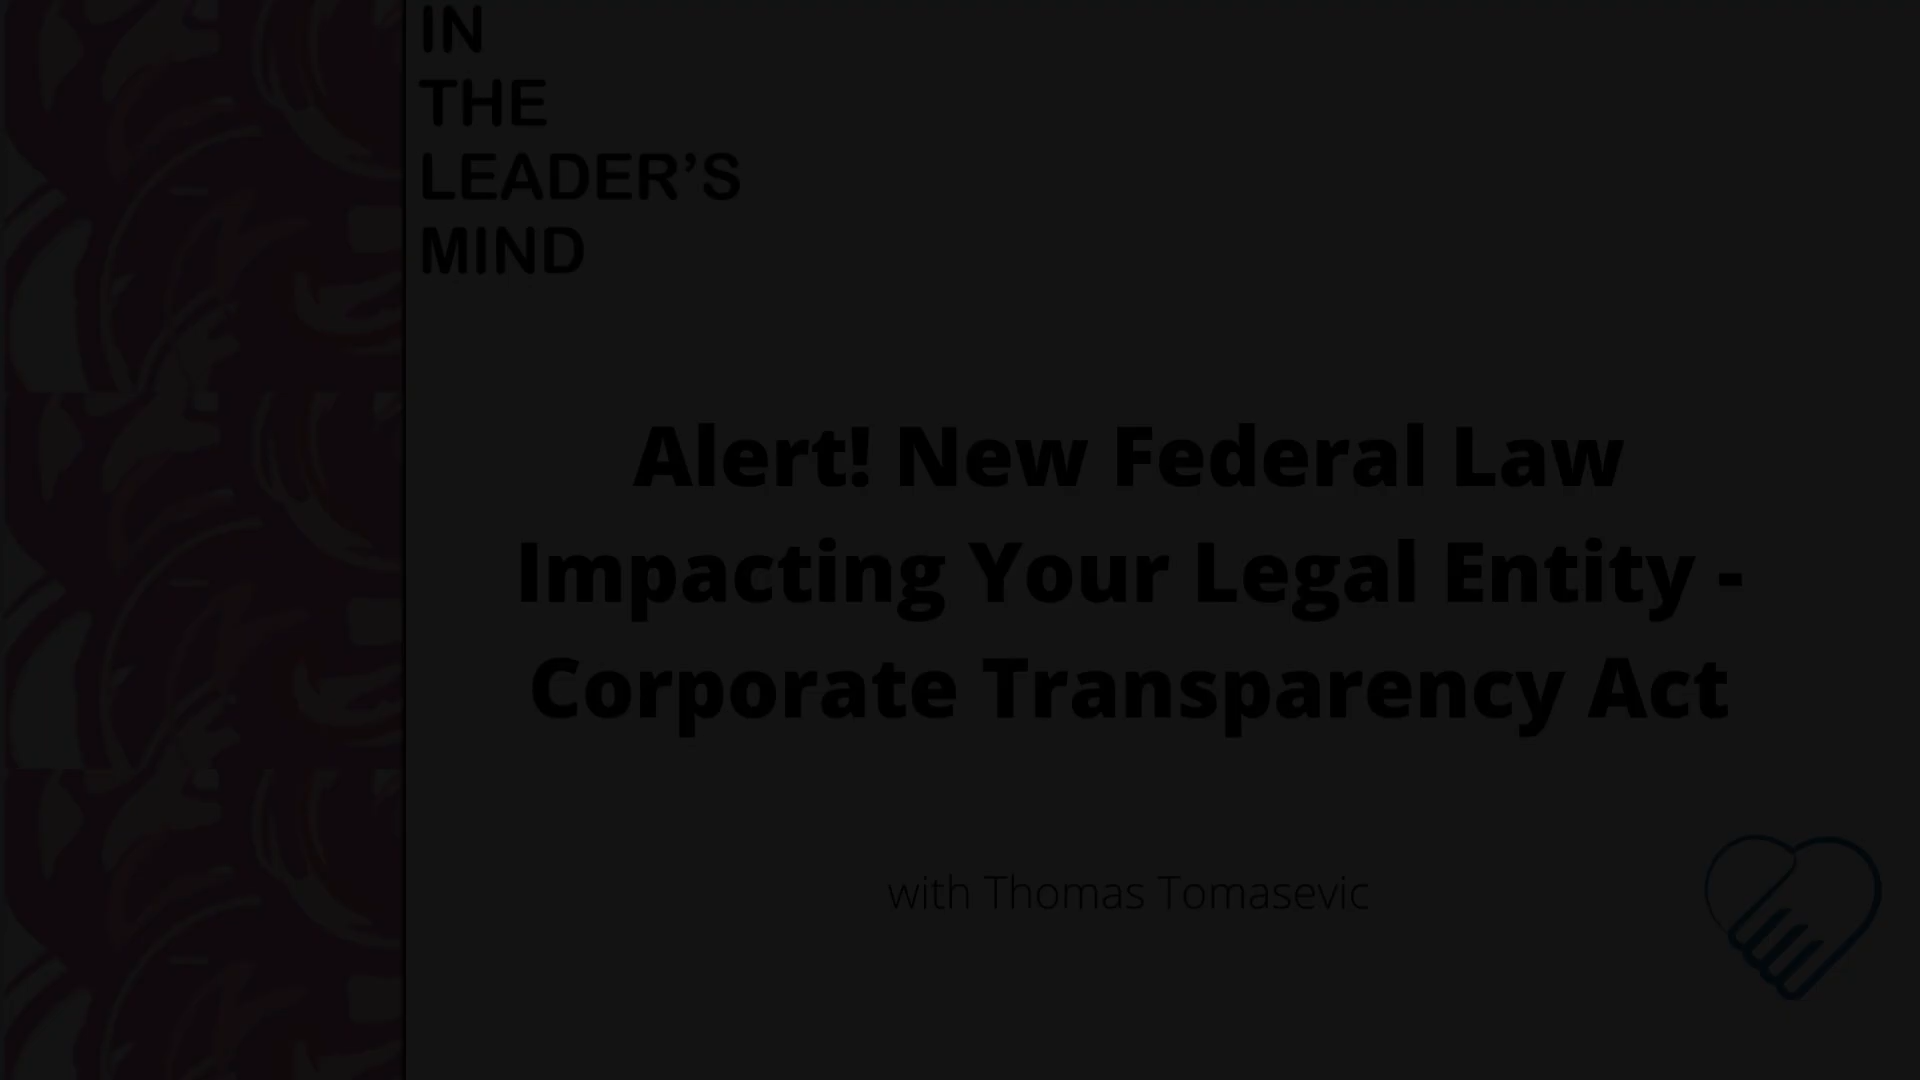 IN
THE
LEADER’S
MIND
Alert! New Federal Law
Impacting Your Legal Entity -
Corporate Transparency Act
with Thomas Tomasevic